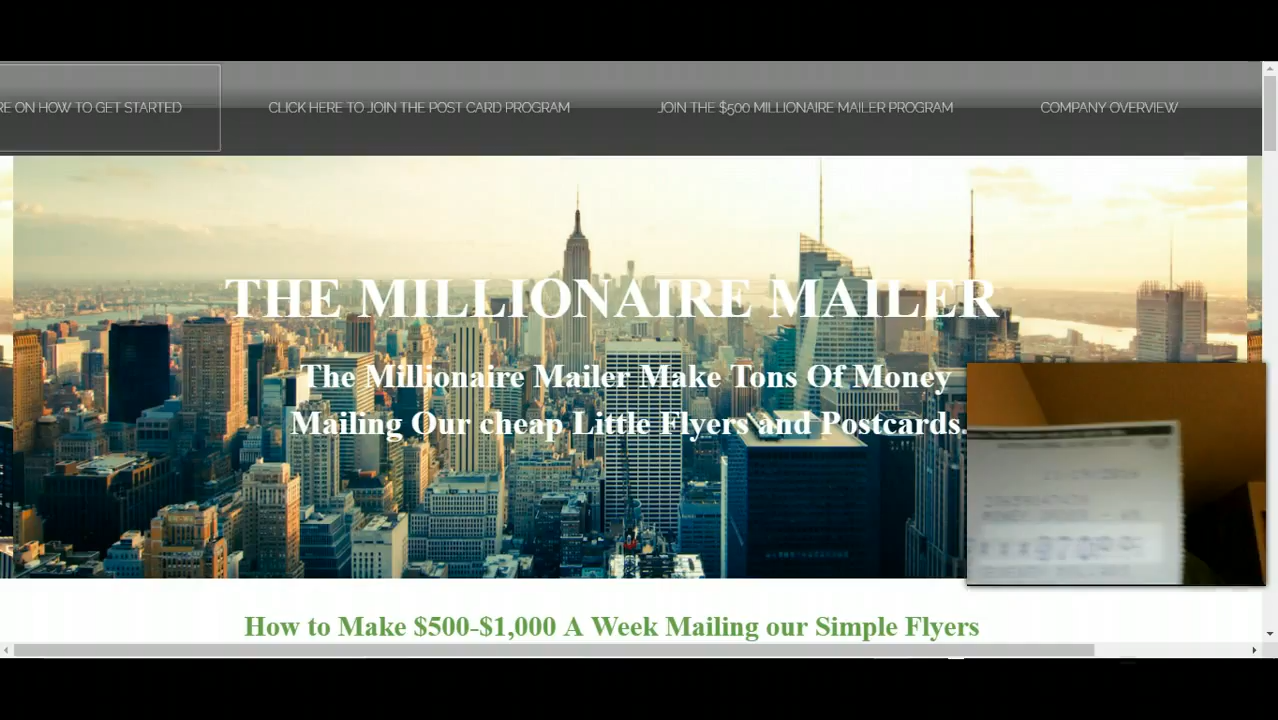 RE ON HOW TO GET STARTED
CLICK HERE TO JOIN THE POST CARD PROGRAM
JOIN THE $500 MILLIONAIRE MAILER PROGRAM
COMPANY OVERVIEW
THE MILLIONAIRE MAILER
The Millionaire Mailer Make Tons Of Money
Mailing Our cheap Little Flyers and Postcards.
How to Make $500-$1,000 A Week Mailing our Simple Flyers